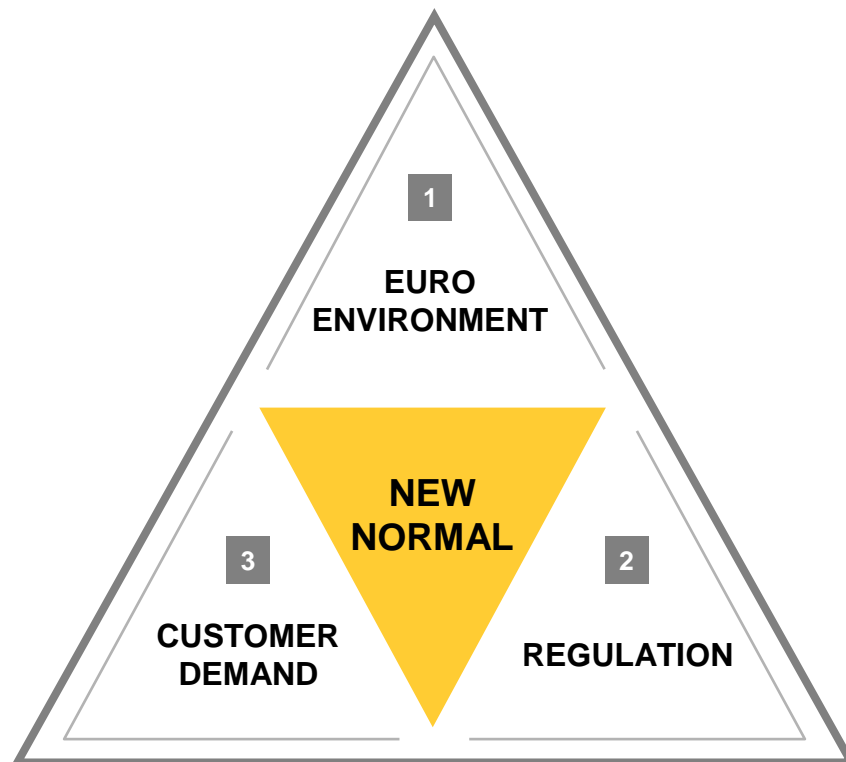 1
EURO
ENVIRONMENT
NEW
NORMAL
3
CUSTOMER
DEMAND
2
REGULATION